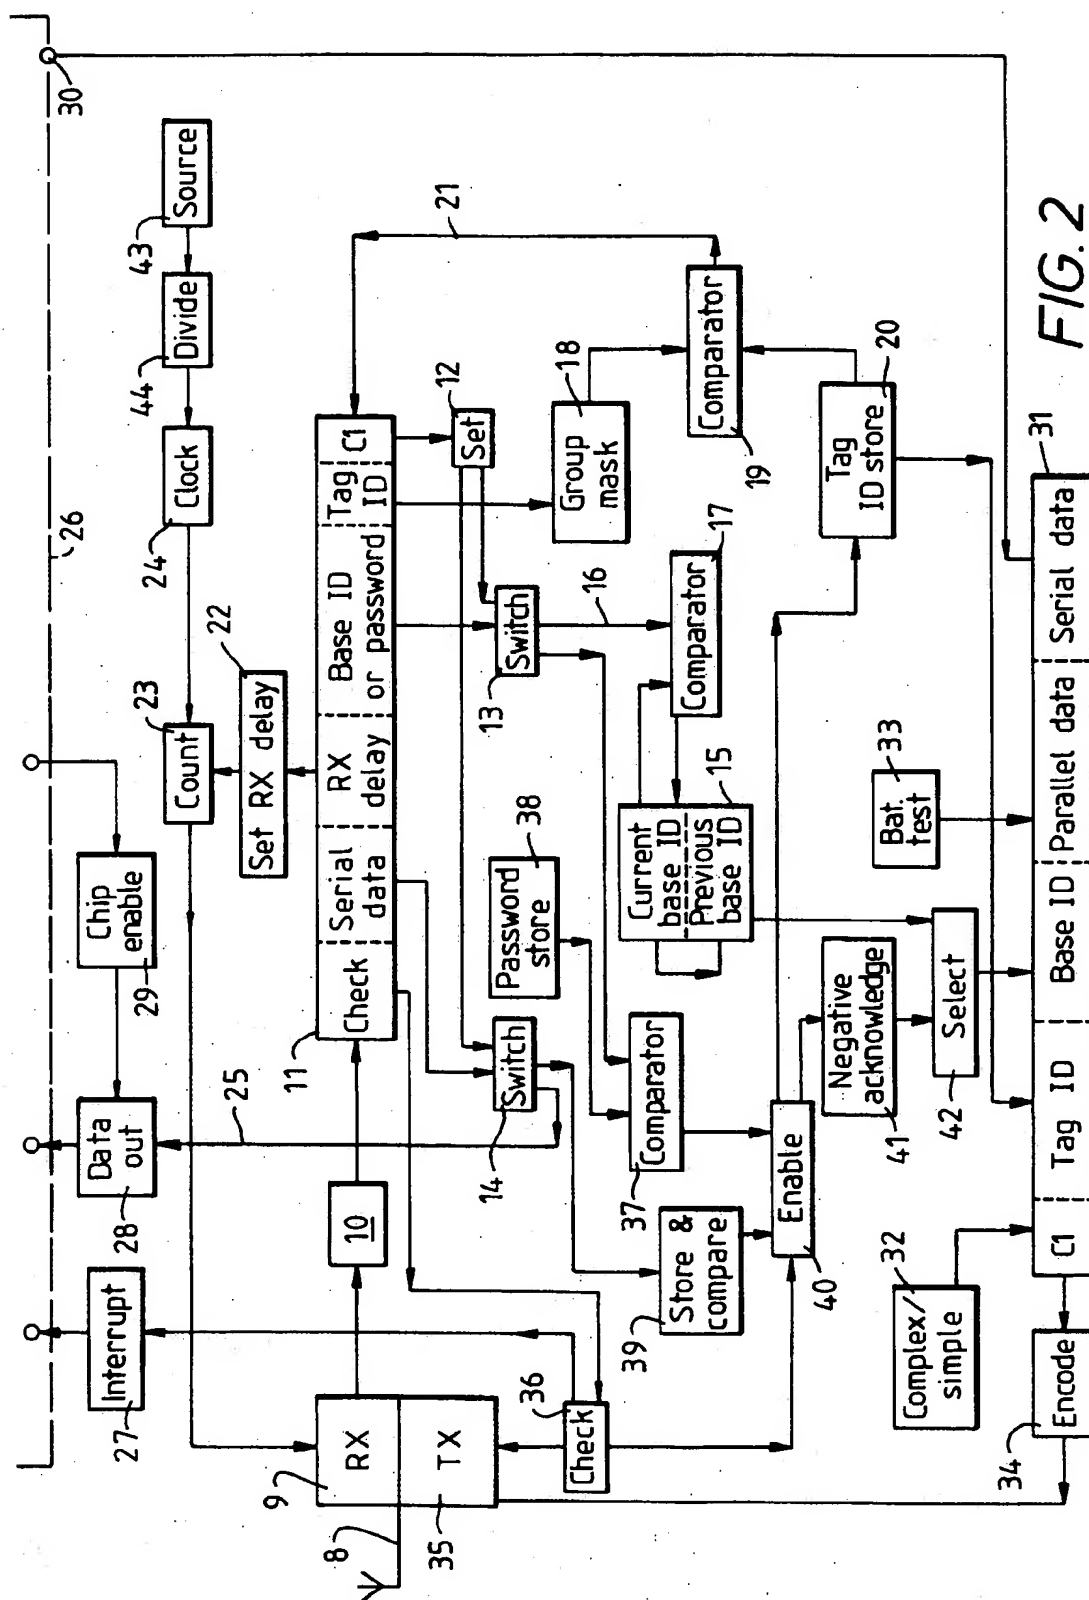 30
26
43
Source
44
Divide
24
Clock
23
Count
22
Set RX delay
29
Chip
enable
28
Data
out
27
Interrupt
25
21
11
Check
Serial
data
RX
delay
Base ID
or password
Tag
ID
C1
10
9
RX
8
35
TX
36
Check
14
Switch
12
Set
13
Switch
16
18
Group
mask
38
Password
store
39
Store &
compare
37
Comparator
15
Current
base ID
Previous
base ID
17
Comparator
19
Comparator
20
Tag
ID store
40
Enable
41
Negative
acknowledge
42
Select
33
Bat.
test
32
Complex/
simple
34
Encode
31
C1
Tag ID
Base ID
Parallel data
Serial data
FIG. 2